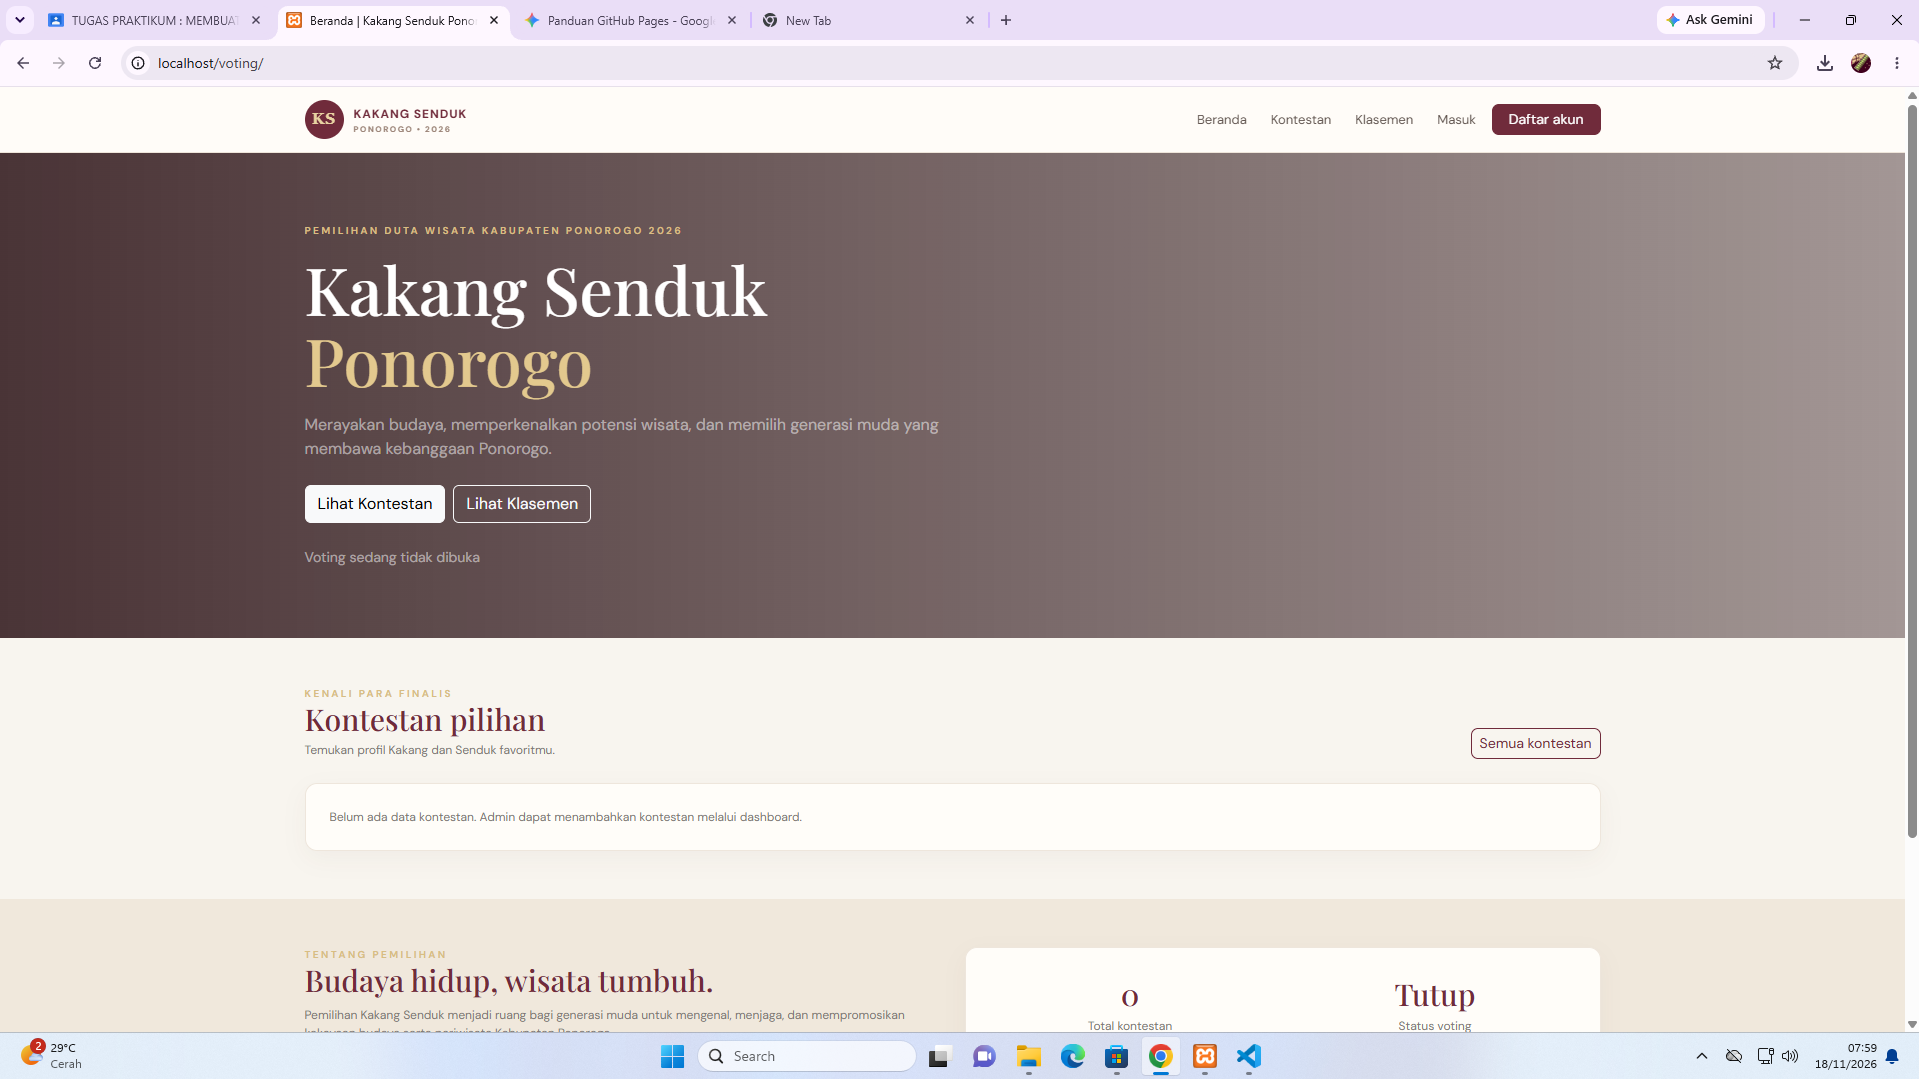 TUGAS PRAKTIKUM : MEMBUAT
Beranda | Kakang Senduk Pono
Panduan GitHub Pages - Googl
New Tab
Ask Gemini
localhost/voting/
KS
KAKANG SENDUK
PONOROGO • 2026
Beranda
Kontestan
Klasemen
Masuk
Daftar akun
PEMILIHAN DUTA WISATA KABUPATEN PONOROGO 2026
Kakang Senduk
Ponorogo
Merayakan budaya, memperkenalkan potensi wisata, dan memilih generasi muda yang
membawa kebanggaan Ponorogo.
Lihat Kontestan
Lihat Klasemen
Voting sedang tidak dibuka
KENALI PARA FINALIS
Kontestan pilihan
Temukan profil Kakang dan Senduk favoritmu.
Semua kontestan
Belum ada data kontestan. Admin dapat menambahkan kontestan melalui dashboard.
TENTANG PEMILIHAN
Budaya hidup, wisata tumbuh.
Pemilihan Kakang Senduk menjadi ruang bagi generasi muda untuk mengenal, menjaga, dan mempromosikan
0
Total kontestan
Tutup
Status voting
2
29°C
Cerah
Search
07:59
18/11/2026